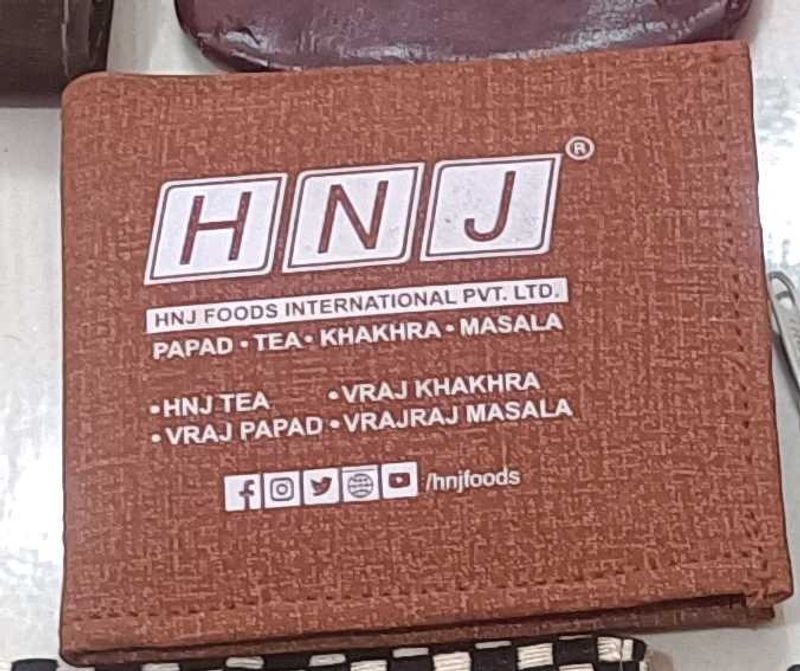 HNJ®
HNJ FOODS INTERNATIONAL PVT. LTD.
PAPAD • TEA • KHAKHRA • MASALA
•HNJ TEA •VRAJ KHAKHRA
•VRAJ PAPAD •VRAJRAJ MASALA
/hnjfoods